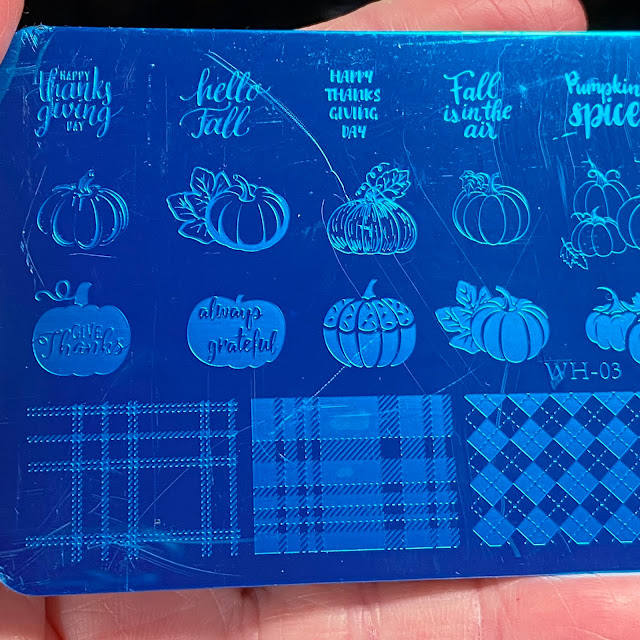 HAPPY
thanks
giving
DAY
hello
Fall
HAPPY
THANKS
GIVING
DAY
Fall
is in the
air
Pumpkin
spice
GIVE
Thanks
always
grateful
WH-03